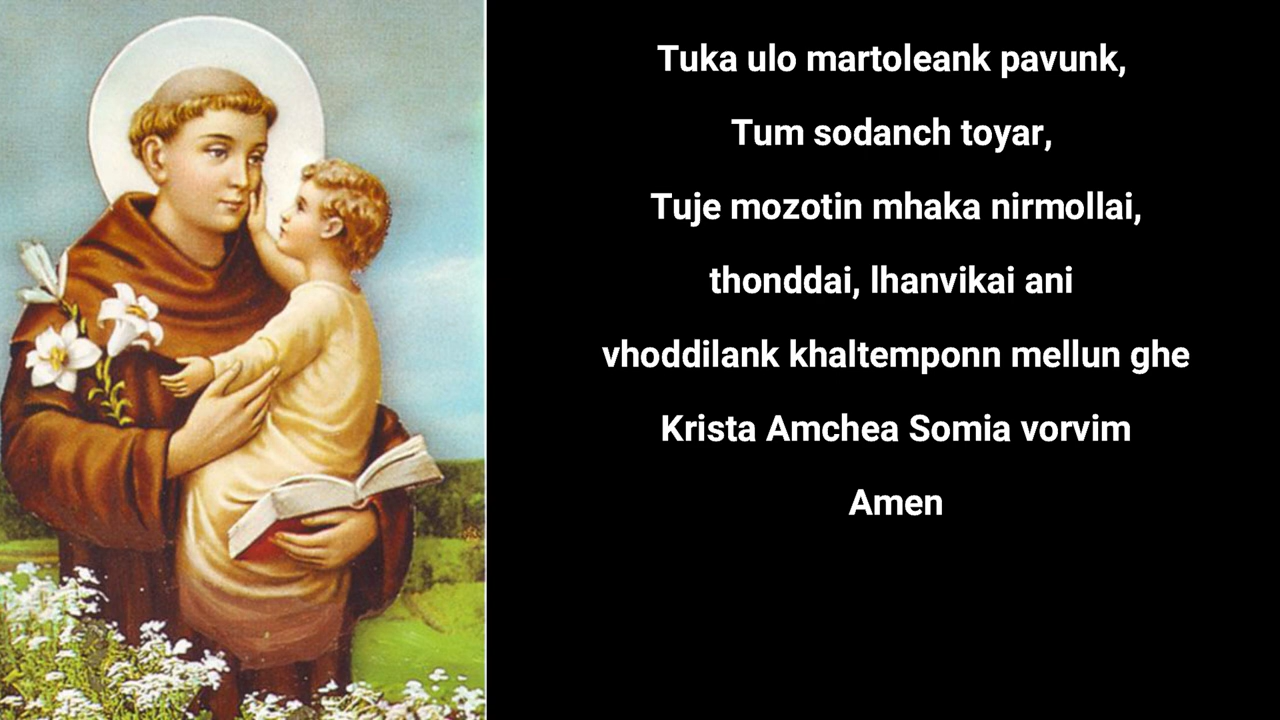 Tuka ulo martoleank pavunk,
Tum sodanch toyar,
Tuje mozotin mhaka nirmollai,
thonddai, lhanvikai ani
vhoddilank khaltemponn mellun ghe
Krista Amchea Somia vorvim
Amen